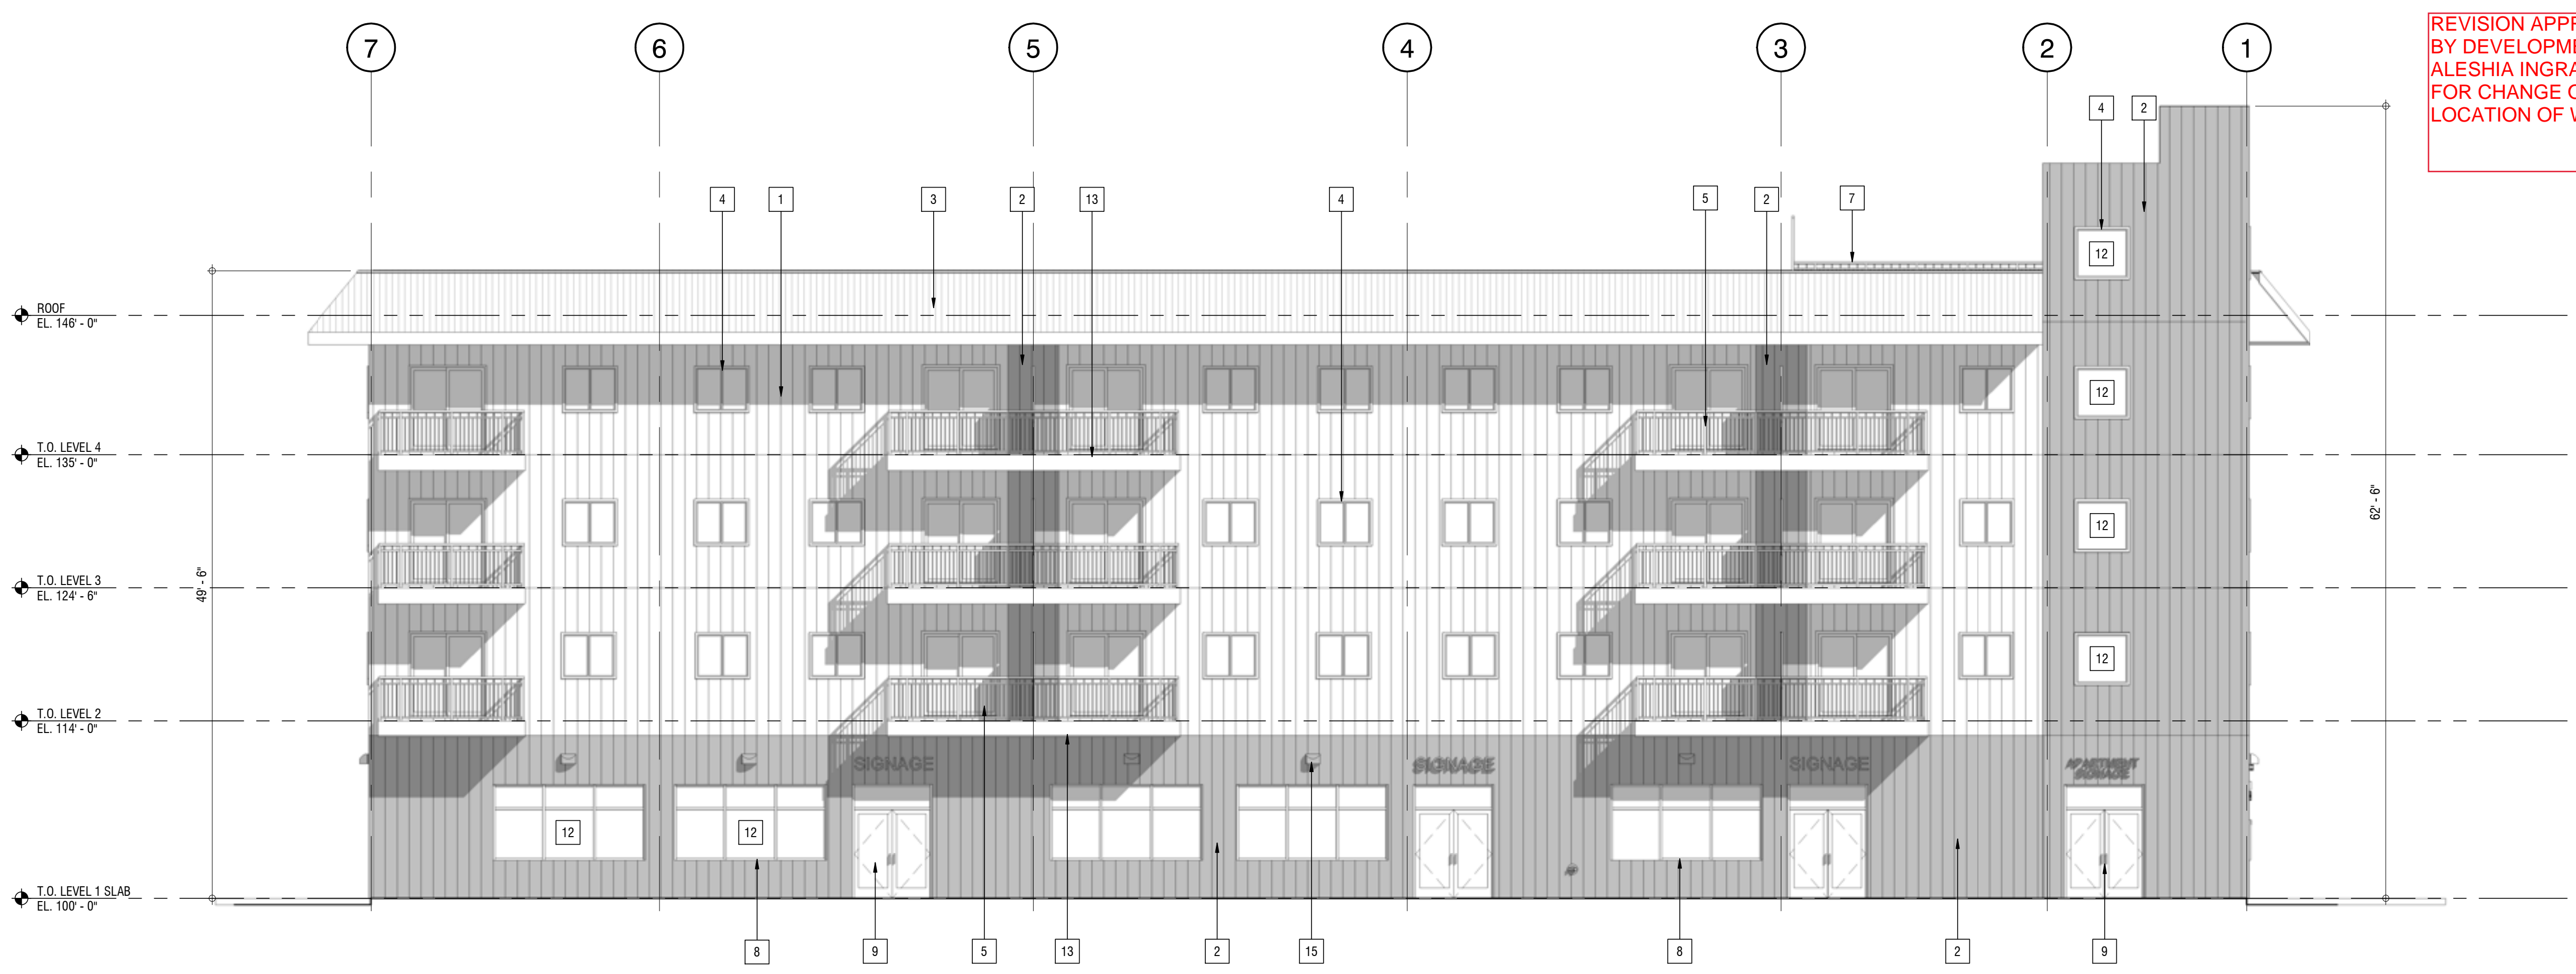 7
6
5
4
3
2
1
REVISION
BY
ALESHIA
FOR CHANGE
LOCATION OF
4
2
4
1
3
2
13
4
5
2
7
12
ROOF
EL. 146' - 0"
12
T.O. LEVEL 4
EL. 135' - 0"
62' - 6"
12
T.O. LEVEL 3
EL. 124' - 6"
49' - 6"
12
T.O. LEVEL 2
EL. 114' - 0"
SIGNAGE
SIGNAGE
SIGNAGE
APARTMENT
SIGNAGE
12
12
T.O. LEVEL 1 SLAB
EL. 100' - 0"
8
9
5
13
2
15
8
2
9